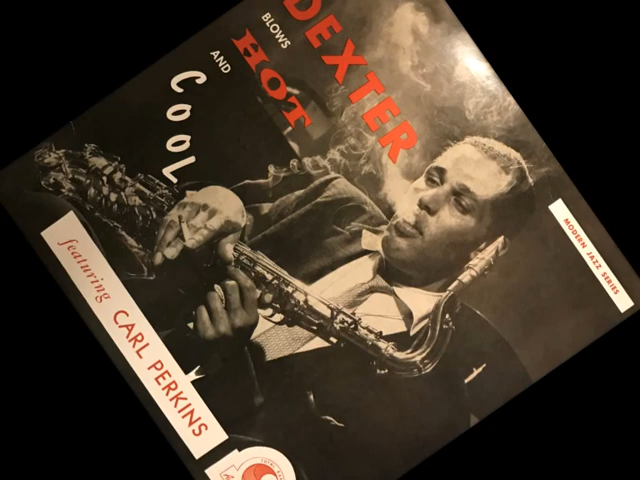 DEXTER
BLOWS
HOT
AND
COOL
MODERN JAZZ SERIES
featuring CARL PERKINS